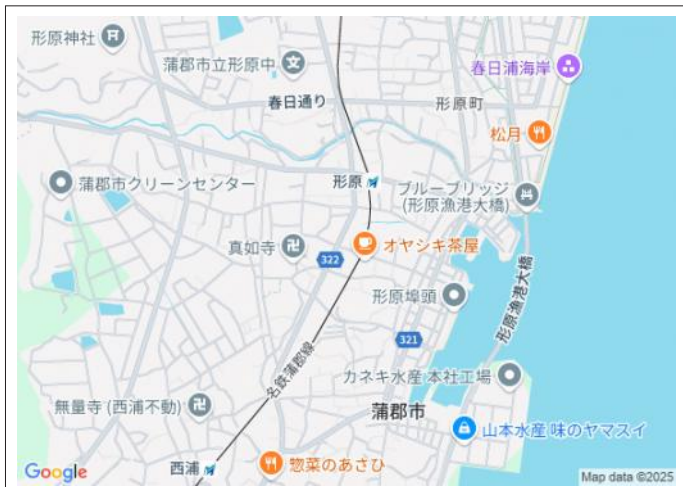 形原神社
蒲郡市立形原中
春日浦海岸
春日通り
形原町
松月
形原
蒲郡市クリーンセンター
ブルーブリッジ
(形原漁港大橋)
真如寺
オヤシキ茶屋
322
形原漁港大橋
形原埠頭
321
名鉄蒲郡線
カネキ水産 本社工場
無量寺 (西浦不動)
蒲郡市
山本水産 味のヤマスイ
西浦
惣菜のあさひ
Google
Map data ©2025